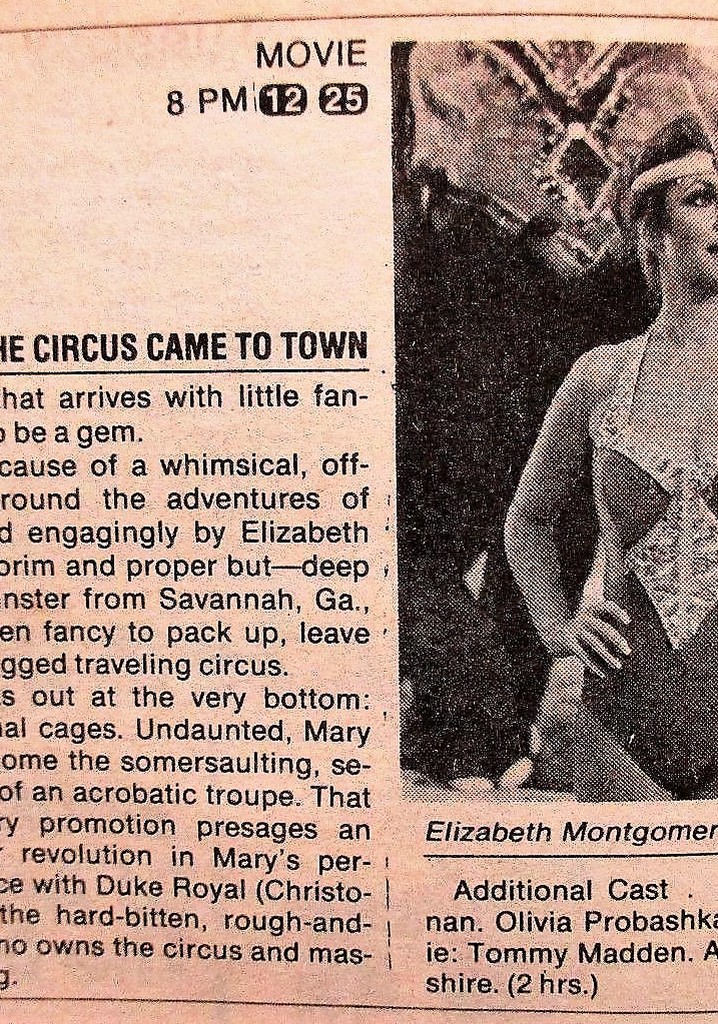 MOVIE
8 PM 12 25
HE CIRCUS CAME TO TOWN
hat arrives with little fan-
o be a gem.
cause of a whimsical, off-
round the adventures of
d engagingly by Elizabeth
prim and proper but—deep
nster from Savannah, Ga.,
en fancy to pack up, leave
gged traveling circus.
s out at the very bottom:
al cages. Undaunted, Mary
ome the somersaulting, se-
of an acrobatic troupe. That
ry promotion presages an
r revolution in Mary's per-
ce with Duke Royal (Christo-
the hard-bitten, rough-and-
ho owns the circus and mas-
g.
Elizabeth Montgomer
Additional Cast .
nan. Olivia Probashka
ie: Tommy Madden. A
shire. (2 hrs.)